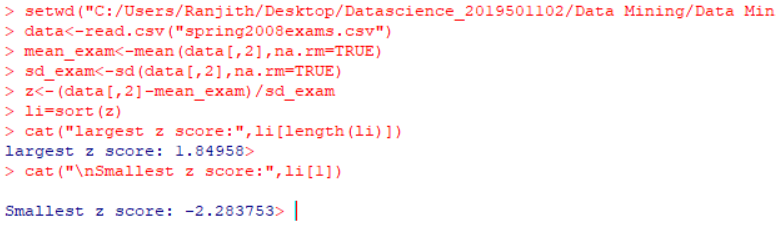 > setwd("C:/Users/Ranjith/Desktop/Datascience_2019501102/Data Mining/Data Min
> data<-read.csv("spring2008exams.csv")
> mean_exam<-mean(data[,2],na.rm=TRUE)
> sd_exam<-sd(data[,2],na.rm=TRUE)
> z<-(data[,2]-mean_exam)/sd_exam
> li=sort(z)
> cat("largest z score:",li[length(li)])
largest z score: 1.84958>
> cat("\nSmallest z score:",li[1])
Smallest z score: -2.283753>